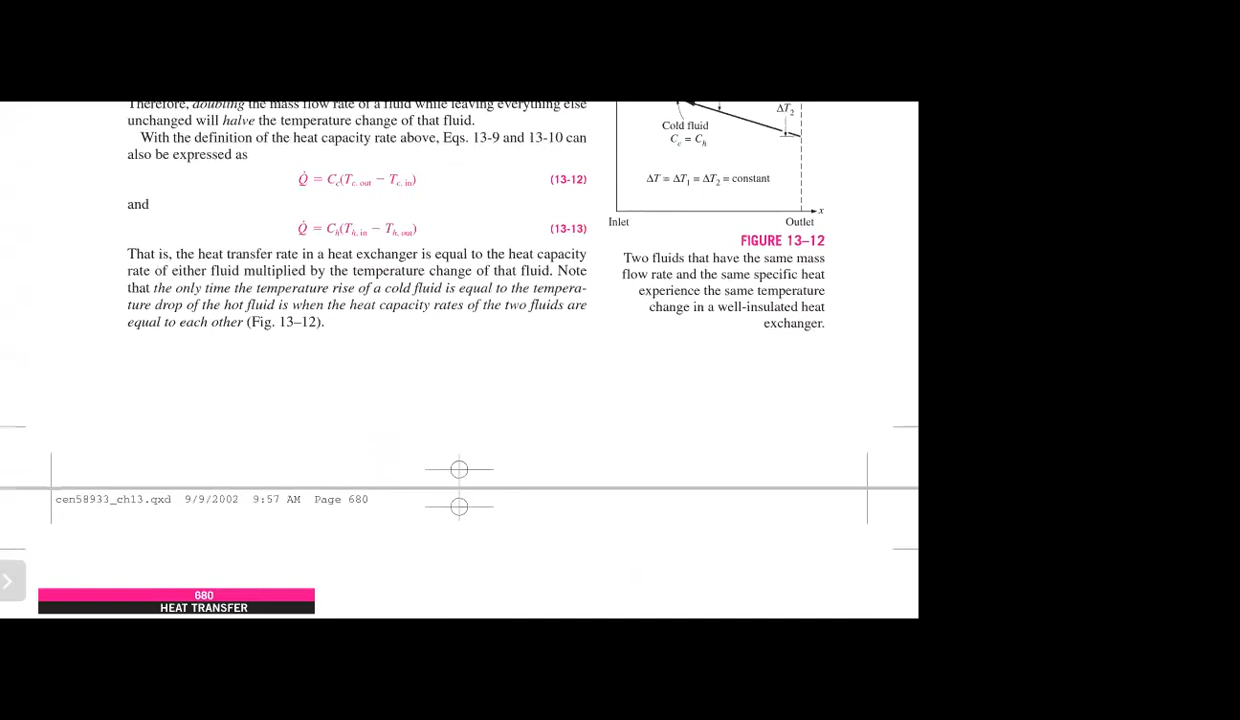 Therefore, doubling the mass flow rate of a fluid while leaving everything else
unchanged will halve the temperature change of that fluid.
With the definition of the heat capacity rate above, Eqs. 13-9 and 13-10 can
also be expressed as
Q̇ = C_c(T_c, out − T_c, in) (13-12)
and
Q̇ = C_h(T_h, in − T_h, out) (13-13)
That is, the heat transfer rate in a heat exchanger is equal to the heat capacity
rate of either fluid multiplied by the temperature change of that fluid. Note
that the only time the temperature rise of a cold fluid is equal to the tempera-
ture drop of the hot fluid is when the heat capacity rates of the two fluids are
equal to each other (Fig. 13–12).
ΔT₂
Cold fluid
C_c = C_h
ΔT = ΔT₁ = ΔT₂ = constant
x
Inlet Outlet
FIGURE 13–12
Two fluids that have the same mass
flow rate and the same specific heat
experience the same temperature
change in a well-insulated heat
exchanger.
cen58933_ch13.qxd 9/9/2002 9:57 AM Page 680
680
HEAT TRANSFER